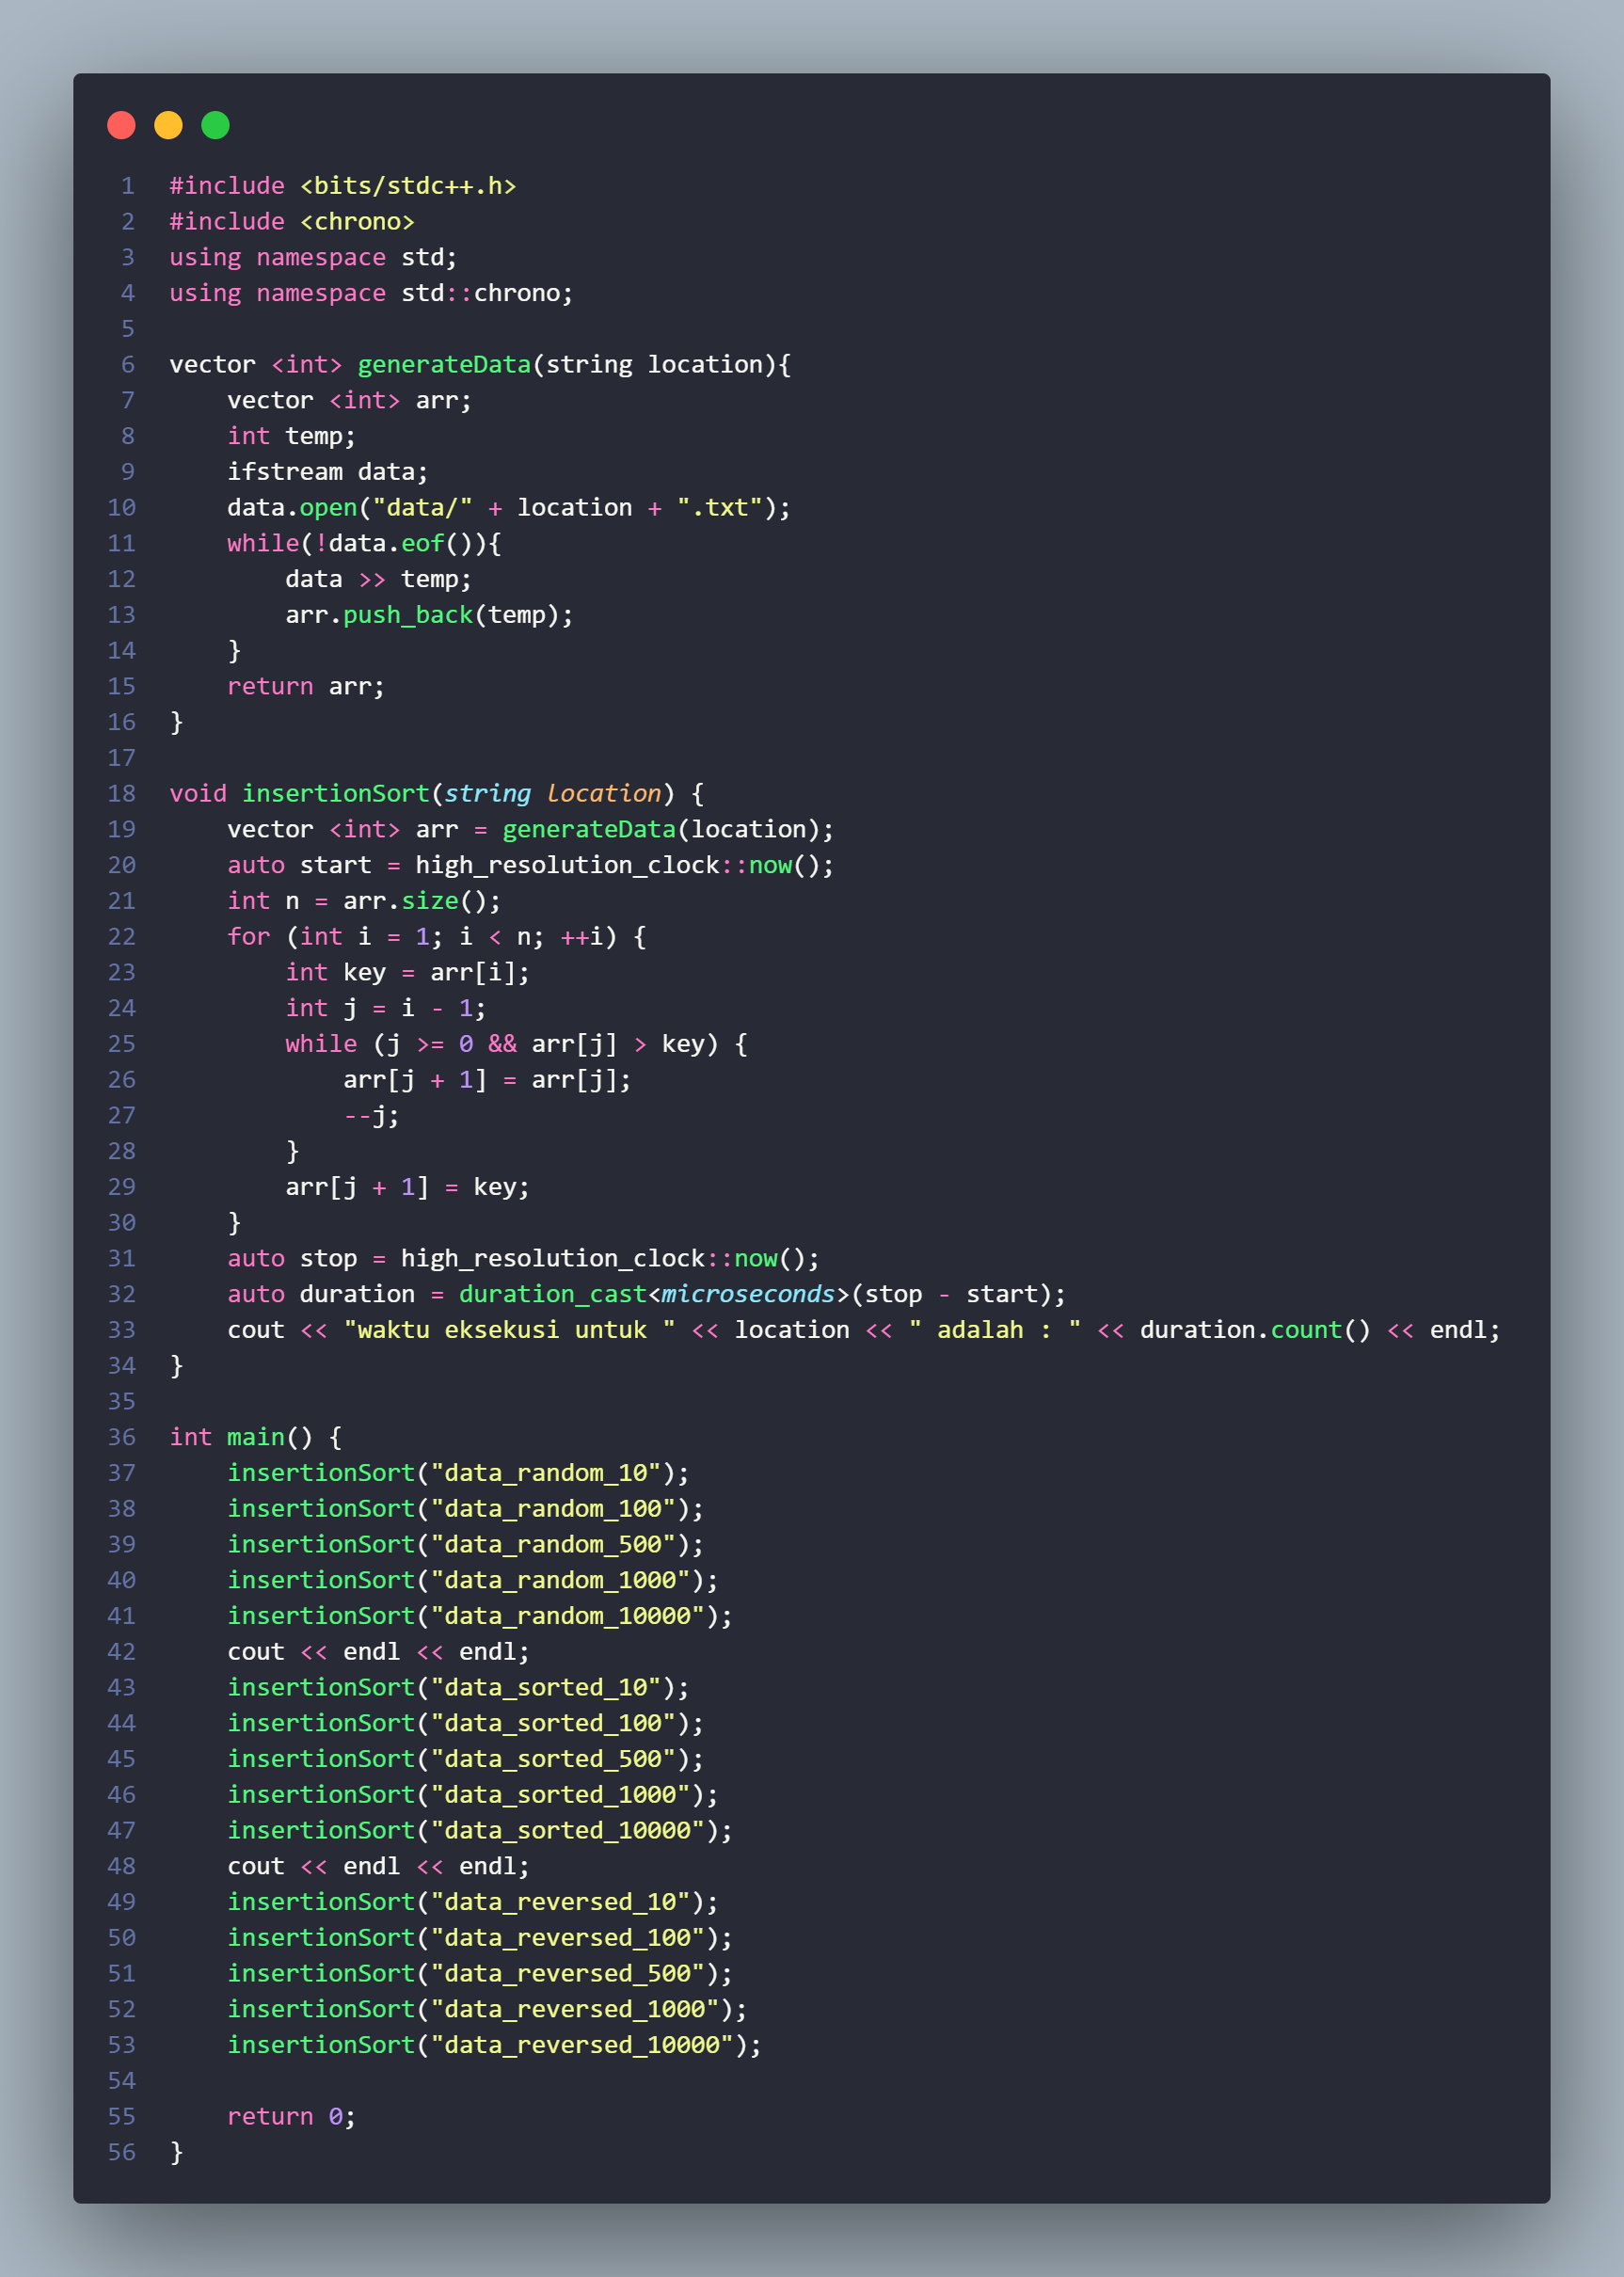 1 #include <bits/stdc++.h>
2 #include <chrono>
3 using namespace std;
4 using namespace std::chrono;
5
6 vector <int> generateData(string location){
7     vector <int> arr;
8     int temp;
9     ifstream data;
10     data.open("data/" + location + ".txt");
11     while(!data.eof()){
12         data >> temp;
13         arr.push_back(temp);
14     }
15     return arr;
16 }
17
18 void insertionSort(string location) {
19     vector <int> arr = generateData(location);
20     auto start = high_resolution_clock::now();
21     int n = arr.size();
22     for (int i = 1; i < n; ++i) {
23         int key = arr[i];
24         int j = i - 1;
25         while (j >= 0 && arr[j] > key) {
26             arr[j + 1] = arr[j];
27             --j;
28         }
29         arr[j + 1] = key;
30     }
31     auto stop = high_resolution_clock::now();
32     auto duration = duration_cast<microseconds>(stop - start);
33     cout << "waktu eksekusi untuk " << location << " adalah : " << duration.count() << endl;
34 }
35
36 int main() {
37     insertionSort("data_random_10");
38     insertionSort("data_random_100");
39     insertionSort("data_random_500");
40     insertionSort("data_random_1000");
41     insertionSort("data_random_10000");
42     cout << endl << endl;
43     insertionSort("data_sorted_10");
44     insertionSort("data_sorted_100");
45     insertionSort("data_sorted_500");
46     insertionSort("data_sorted_1000");
47     insertionSort("data_sorted_10000");
48     cout << endl << endl;
49     insertionSort("data_reversed_10");
50     insertionSort("data_reversed_100");
51     insertionSort("data_reversed_500");
52     insertionSort("data_reversed_1000");
53     insertionSort("data_reversed_10000");
54
55     return 0;
56 }